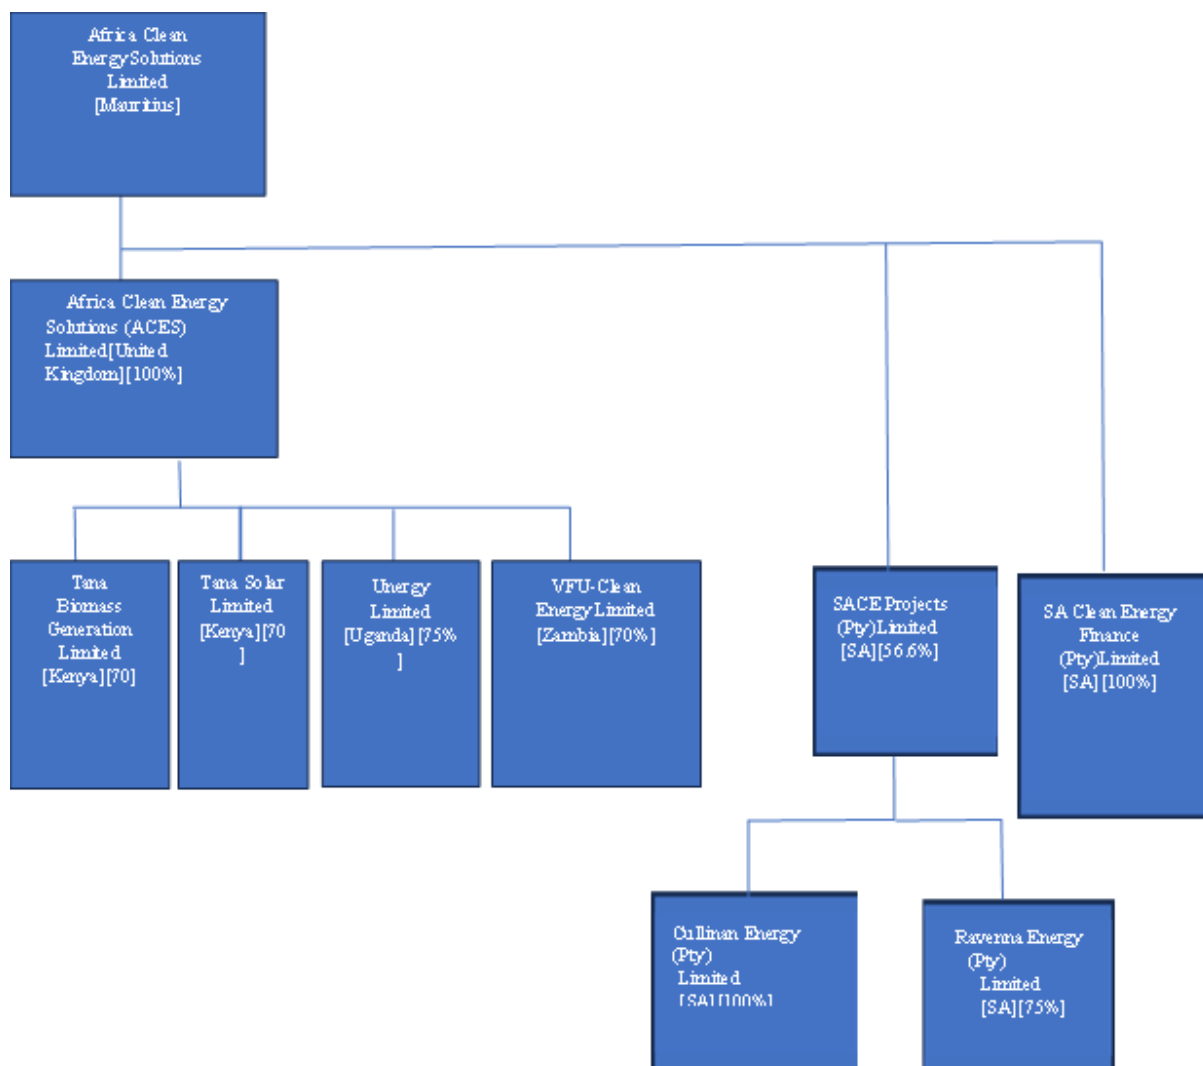 Africa Clean
Energy Solutions
Limited
[Mauritius]
Africa Clean Energy
Solutions (ACES)
Limited[United
Kingdom][100%]
Tana
Biomass
Generation
Limited
[Kenya][70]
Tana Solar
Limited
[Kenya][70
]
Unergy
Limited
[Uganda][75%
]
VFU-Clean
Energy Limited
[Zambia][70%]
SACE Projects
(Pty)Limited
[SA][56.6%]
SA Clean Energy
Finance
(Pty)Limited
[SA][100%]
Cullinan Energy
(Pty)
Limited
[SA][100%]
Ravenna Energy
(Pty)
Limited
[SA][75%]